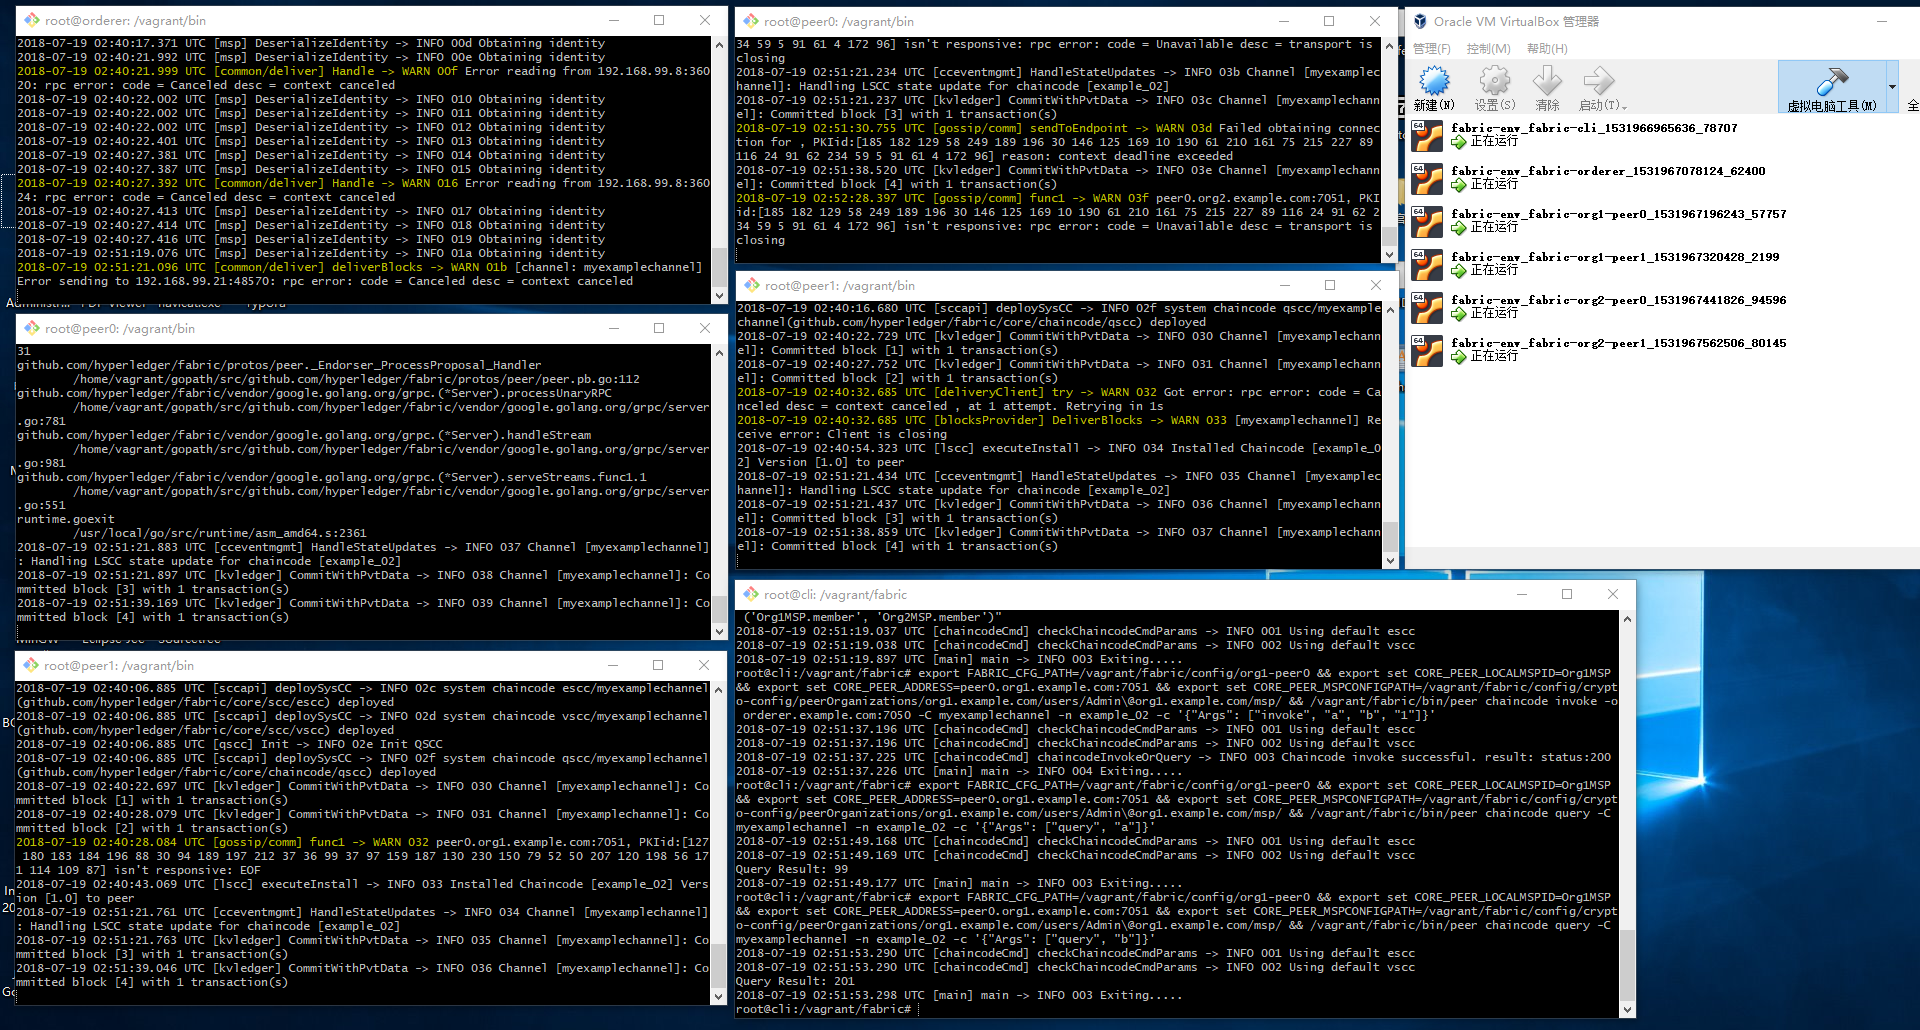 root@orderer: /vagrant/bin
2018-07-19 02:40:17.371 UTC [msp] DeserializeIdentity -> INFO 00d Obtaining identity
2018-07-19 02:40:21.992 UTC [msp] DeserializeIdentity -> INFO 00e Obtaining identity
2018-07-19 02:40:21.999 UTC [common/deliver] Handle -> WARN 00f Error reading from 192.168.99.8:360
20: rpc error: code = Canceled desc = context canceled
2018-07-19 02:40:22.002 UTC [msp] DeserializeIdentity -> INFO 010 Obtaining identity
2018-07-19 02:40:22.002 UTC [msp] DeserializeIdentity -> INFO 011 Obtaining identity
2018-07-19 02:40:22.002 UTC [msp] DeserializeIdentity -> INFO 012 Obtaining identity
2018-07-19 02:40:22.401 UTC [msp] DeserializeIdentity -> INFO 013 Obtaining identity
2018-07-19 02:40:27.381 UTC [msp] DeserializeIdentity -> INFO 014 Obtaining identity
2018-07-19 02:40:27.387 UTC [msp] DeserializeIdentity -> INFO 015 Obtaining identity
2018-07-19 02:40:27.392 UTC [common/deliver] Handle -> WARN 016 Error reading from 192.168.99.8:360
24: rpc error: code = Canceled desc = context canceled
2018-07-19 02:40:27.413 UTC [msp] DeserializeIdentity -> INFO 017 Obtaining identity
2018-07-19 02:40:27.414 UTC [msp] DeserializeIdentity -> INFO 018 Obtaining identity
2018-07-19 02:40:27.416 UTC [msp] DeserializeIdentity -> INFO 019 Obtaining identity
2018-07-19 02:51:19.076 UTC [msp] DeserializeIdentity -> INFO 01a Obtaining identity
2018-07-19 02:51:21.096 UTC [common/deliver] deliverBlocks -> WARN 01b [channel: myexamplechannel]
Error sending to 192.168.99.21:48570: rpc error: code = Canceled desc = context canceled
root@peer0: /vagrant/bin
31
github.com/hyperledger/fabric/protos/peer._Endorser_ProcessProposal_Handler
/home/vagrant/gopath/src/github.com/hyperledger/fabric/protos/peer/peer.pb.go:112
github.com/hyperledger/fabric/vendor/google.golang.org/grpc.(*Server).processUnaryRPC
/home/vagrant/gopath/src/github.com/hyperledger/fabric/vendor/google.golang.org/grpc/server
.go:781
github.com/hyperledger/fabric/vendor/google.golang.org/grpc.(*Server).handleStream
/home/vagrant/gopath/src/github.com/hyperledger/fabric/vendor/google.golang.org/grpc/server
.go:981
github.com/hyperledger/fabric/vendor/google.golang.org/grpc.(*Server).serveStreams.func1.1
/home/vagrant/gopath/src/github.com/hyperledger/fabric/vendor/google.golang.org/grpc/server
.go:551
runtime.goexit
/usr/local/go/src/runtime/asm_amd64.s:2361
2018-07-19 02:51:21.883 UTC [cceventmgmt] HandleStateUpdates -> INFO 037 Channel [myexamplechannel]
: Handling LSCC state update for chaincode [example_02]
2018-07-19 02:51:21.897 UTC [kvledger] CommitWithPvtData -> INFO 038 Channel [myexamplechannel]: Co
mmitted block [3] with 1 transaction(s)
2018-07-19 02:51:39.169 UTC [kvledger] CommitWithPvtData -> INFO 039 Channel [myexamplechannel]: Co
mmitted block [4] with 1 transaction(s)
root@peer1: /vagrant/bin
2018-07-19 02:40:06.885 UTC [sccapi] deploySysCC -> INFO 02c system chaincode escc/myexamplechannel
(github.com/hyperledger/fabric/core/scc/escc) deployed
2018-07-19 02:40:06.885 UTC [sccapi] deploySysCC -> INFO 02d system chaincode vscc/myexamplechannel
(github.com/hyperledger/fabric/core/scc/vscc) deployed
2018-07-19 02:40:06.885 UTC [qscc] Init -> INFO 02e Init QSCC
2018-07-19 02:40:06.885 UTC [sccapi] deploySysCC -> INFO 02f system chaincode qscc/myexamplechannel
(github.com/hyperledger/fabric/core/chaincode/qscc) deployed
2018-07-19 02:40:22.697 UTC [kvledger] CommitWithPvtData -> INFO 030 Channel [myexamplechannel]: Co
mmitted block [1] with 1 transaction(s)
2018-07-19 02:40:28.079 UTC [kvledger] CommitWithPvtData -> INFO 031 Channel [myexamplechannel]: Co
mmitted block [2] with 1 transaction(s)
2018-07-19 02:40:28.084 UTC [gossip/comm] func1 -> WARN 032 peer0.org1.example.com:7051, PKIid:[127
180 183 184 196 88 30 94 189 197 212 37 36 99 37 97 159 187 130 230 150 79 52 50 207 120 198 56 17
1 114 109 87] isn't responsive: EOF
2018-07-19 02:40:43.069 UTC [lscc] executeInstall -> INFO 033 Installed Chaincode [example_02] Vers
ion [1.0] to peer
2018-07-19 02:51:21.761 UTC [cceventmgmt] HandleStateUpdates -> INFO 034 Channel [myexamplechannel]
: Handling LSCC state update for chaincode [example_02]
2018-07-19 02:51:21.763 UTC [kvledger] CommitWithPvtData -> INFO 035 Channel [myexamplechannel]: Co
mmitted block [3] with 1 transaction(s)
2018-07-19 02:51:39.046 UTC [kvledger] CommitWithPvtData -> INFO 036 Channel [myexamplechannel]: Co
mmitted block [4] with 1 transaction(s)
root@peer0: /vagrant/bin
34 59 5 91 61 4 172 96] isn't responsive: rpc error: code = Unavailable desc = transport is
closing
2018-07-19 02:51:21.234 UTC [cceventmgmt] HandleStateUpdates -> INFO 03b Channel [myexamplec
hannel]: Handling LSCC state update for chaincode [example_02]
2018-07-19 02:51:21.237 UTC [kvledger] CommitWithPvtData -> INFO 03c Channel [myexamplechann
el]: Committed block [3] with 1 transaction(s)
2018-07-19 02:51:30.755 UTC [gossip/comm] sendToEndpoint -> WARN 03d Failed obtaining connec
tion for , PKIid:[185 182 129 58 249 189 196 30 146 125 169 10 190 61 210 161 75 215 227 89
116 24 91 62 234 59 5 91 61 4 172 96] reason: context deadline exceeded
2018-07-19 02:51:38.520 UTC [kvledger] CommitWithPvtData -> INFO 03e Channel [myexamplechann
el]: Committed block [4] with 1 transaction(s)
2018-07-19 02:52:28.397 UTC [gossip/comm] func1 -> WARN 03f peer0.org2.example.com:7051, PKI
id:[185 182 129 58 249 189 196 30 146 125 169 10 190 61 210 161 75 215 227 89 116 24 91 62 2
34 59 5 91 61 4 172 96] isn't responsive: rpc error: code = Unavailable desc = transport is
closing
root@peer1: /vagrant/bin
2018-07-19 02:40:16.680 UTC [sccapi] deploySysCC -> INFO 02f system chaincode qscc/myexample
channel(github.com/hyperledger/fabric/core/chaincode/qscc) deployed
2018-07-19 02:40:22.729 UTC [kvledger] CommitWithPvtData -> INFO 030 Channel [myexamplechann
el]: Committed block [1] with 1 transaction(s)
2018-07-19 02:40:27.752 UTC [kvledger] CommitWithPvtData -> INFO 031 Channel [myexamplechann
el]: Committed block [2] with 1 transaction(s)
2018-07-19 02:40:32.685 UTC [deliveryClient] try -> WARN 032 Got error: rpc error: code = Ca
nceled desc = context canceled , at 1 attempt. Retrying in 1s
2018-07-19 02:40:32.685 UTC [blocksProvider] DeliverBlocks -> WARN 033 [myexamplechannel] Re
ceive error: Client is closing
2018-07-19 02:40:54.323 UTC [lscc] executeInstall -> INFO 034 Installed Chaincode [example_0
2] Version [1.0] to peer
2018-07-19 02:51:21.434 UTC [cceventmgmt] HandleStateUpdates -> INFO 035 Channel [myexamplec
hannel]: Handling LSCC state update for chaincode [example_02]
2018-07-19 02:51:21.437 UTC [kvledger] CommitWithPvtData -> INFO 036 Channel [myexamplechann
el]: Committed block [3] with 1 transaction(s)
2018-07-19 02:51:38.859 UTC [kvledger] CommitWithPvtData -> INFO 037 Channel [myexamplechann
el]: Committed block [4] with 1 transaction(s)
root@cli: /vagrant/fabric
('Org1MSP.member', 'Org2MSP.member')"
2018-07-19 02:51:19.037 UTC [chaincodeCmd] checkChaincodeCmdParams -> INFO 001 Using default escc
2018-07-19 02:51:19.038 UTC [chaincodeCmd] checkChaincodeCmdParams -> INFO 002 Using default vscc
2018-07-19 02:51:19.897 UTC [main] main -> INFO 003 Exiting.....
root@cli:/vagrant/fabric# export FABRIC_CFG_PATH=/vagrant/fabric/config/org1-peer0 && export set CORE_PEER_LOCALMSPID=Org1MSP
&& export set CORE_PEER_ADDRESS=peer0.org1.example.com:7051 && export set CORE_PEER_MSPCONFIGPATH=/vagrant/fabric/config/crypt
o-config/peerOrganizations/org1.example.com/users/Admin\@org1.example.com/msp/ && /vagrant/fabric/bin/peer chaincode invoke -o
orderer.example.com:7050 -C myexamplechannel -n example_02 -c '{"Args": ["invoke", "a", "b", "1"]}'
2018-07-19 02:51:37.196 UTC [chaincodeCmd] checkChaincodeCmdParams -> INFO 001 Using default escc
2018-07-19 02:51:37.196 UTC [chaincodeCmd] checkChaincodeCmdParams -> INFO 002 Using default vscc
2018-07-19 02:51:37.225 UTC [chaincodeCmd] chaincodeInvokeOrQuery -> INFO 003 Chaincode invoke successful. result: status:200
2018-07-19 02:51:37.226 UTC [main] main -> INFO 004 Exiting.....
root@cli:/vagrant/fabric# export FABRIC_CFG_PATH=/vagrant/fabric/config/org1-peer0 && export set CORE_PEER_LOCALMSPID=Org1MSP
&& export set CORE_PEER_ADDRESS=peer0.org1.example.com:7051 && export set CORE_PEER_MSPCONFIGPATH=/vagrant/fabric/config/crypt
o-config/peerOrganizations/org1.example.com/users/Admin\@org1.example.com/msp/ && /vagrant/fabric/bin/peer chaincode query -C
myexamplechannel -n example_02 -c '{"Args": ["query", "a"]}'
2018-07-19 02:51:49.168 UTC [chaincodeCmd] checkChaincodeCmdParams -> INFO 001 Using default escc
2018-07-19 02:51:49.169 UTC [chaincodeCmd] checkChaincodeCmdParams -> INFO 002 Using default vscc
Query Result: 99
2018-07-19 02:51:49.177 UTC [main] main -> INFO 003 Exiting.....
root@cli:/vagrant/fabric# export FABRIC_CFG_PATH=/vagrant/fabric/config/org1-peer0 && export set CORE_PEER_LOCALMSPID=Org1MSP
&& export set CORE_PEER_ADDRESS=peer0.org1.example.com:7051 && export set CORE_PEER_MSPCONFIGPATH=/vagrant/fabric/config/crypt
o-config/peerOrganizations/org1.example.com/users/Admin\@org1.example.com/msp/ && /vagrant/fabric/bin/peer chaincode query -C
myexamplechannel -n example_02 -c '{"Args": ["query", "b"]}'
2018-07-19 02:51:53.290 UTC [chaincodeCmd] checkChaincodeCmdParams -> INFO 001 Using default escc
2018-07-19 02:51:53.290 UTC [chaincodeCmd] checkChaincodeCmdParams -> INFO 002 Using default vscc
Query Result: 201
2018-07-19 02:51:53.298 UTC [main] main -> INFO 003 Exiting.....
root@cli:/vagrant/fabric#
Oracle VM VirtualBox 管理器
管理(F) 控制(M) 帮助(H)
新建(N) 设置(S) 清除 启动(T) 虚拟电脑工具(M) 全
64 fabric-env_fabric-cli_1531966965636_78707
正在运行
64 fabric-env_fabric-orderer_1531967078124_62400
正在运行
64 fabric-env_fabric-org1-peer0_1531967196243_57757
正在运行
64 fabric-env_fabric-org1-peer1_1531967320428_2199
正在运行
64 fabric-env_fabric-org2-peer0_1531967441826_94596
正在运行
64 fabric-env_fabric-org2-peer1_1531967562506_80145
正在运行